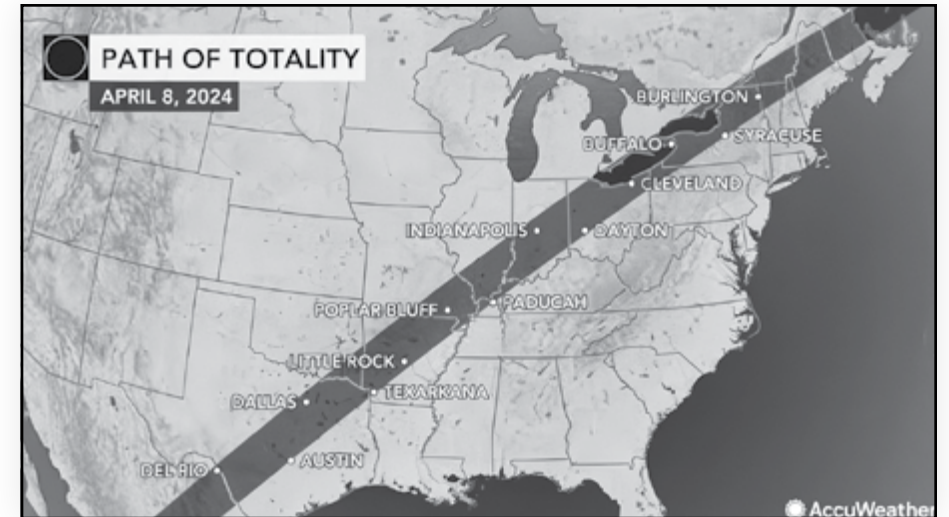 PATH OF TOTALITY
APRIL 8, 2024
BURLINGTON
SYRACUSE
BUFFALO
CLEVELAND
INDIANAPOLIS
DAYTON
POPLAR BLUFF
PADUCAH
LITTLE ROCK
TEXARKANA
DALLAS
AUSTIN
DEL RIO
AccuWeather